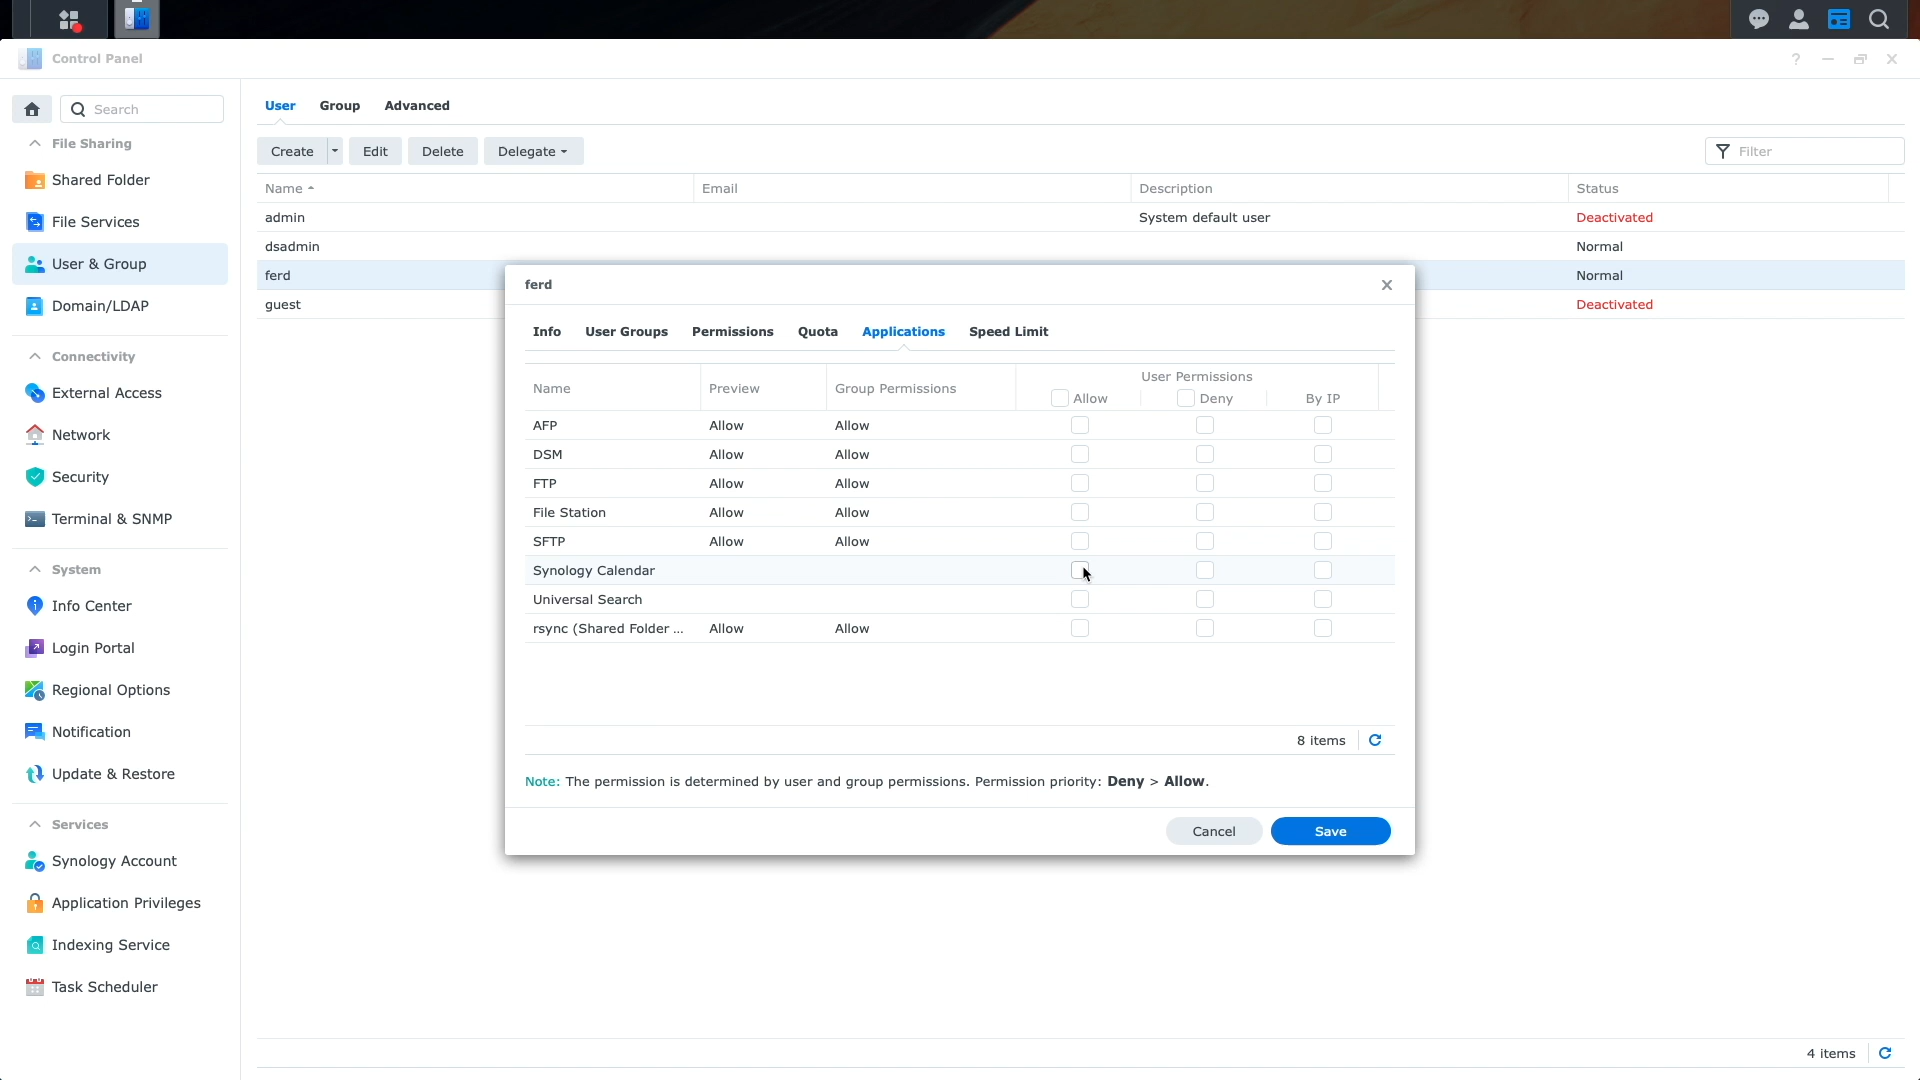 Control Panel
?
Search
User Group Advanced
File Sharing
Shared Folder
File Services
User & Group
Domain/LDAP
Connectivity
External Access
Network
Security
Terminal & SNMP
System
Info Center
Login Portal
Regional Options
Notification
Update & Restore
Services
Synology Account
Application Privileges
Indexing Service
Task Scheduler
Create Edit Delete Delegate
Filter
Name Email Description Status
admin System default user Deactivated
dsadmin Normal
ferd Normal
guest Deactivated
ferd
Info User Groups Permissions Quota Applications Speed Limit
Name Preview Group Permissions User Permissions
Allow Deny By IP
AFP Allow Allow
DSM Allow Allow
FTP Allow Allow
File Station Allow Allow
SFTP Allow Allow
Synology Calendar
Universal Search
rsync (Shared Folder ... Allow Allow
8 items
Note: The permission is determined by user and group permissions. Permission priority: Deny > Allow.
Cancel Save
4 items